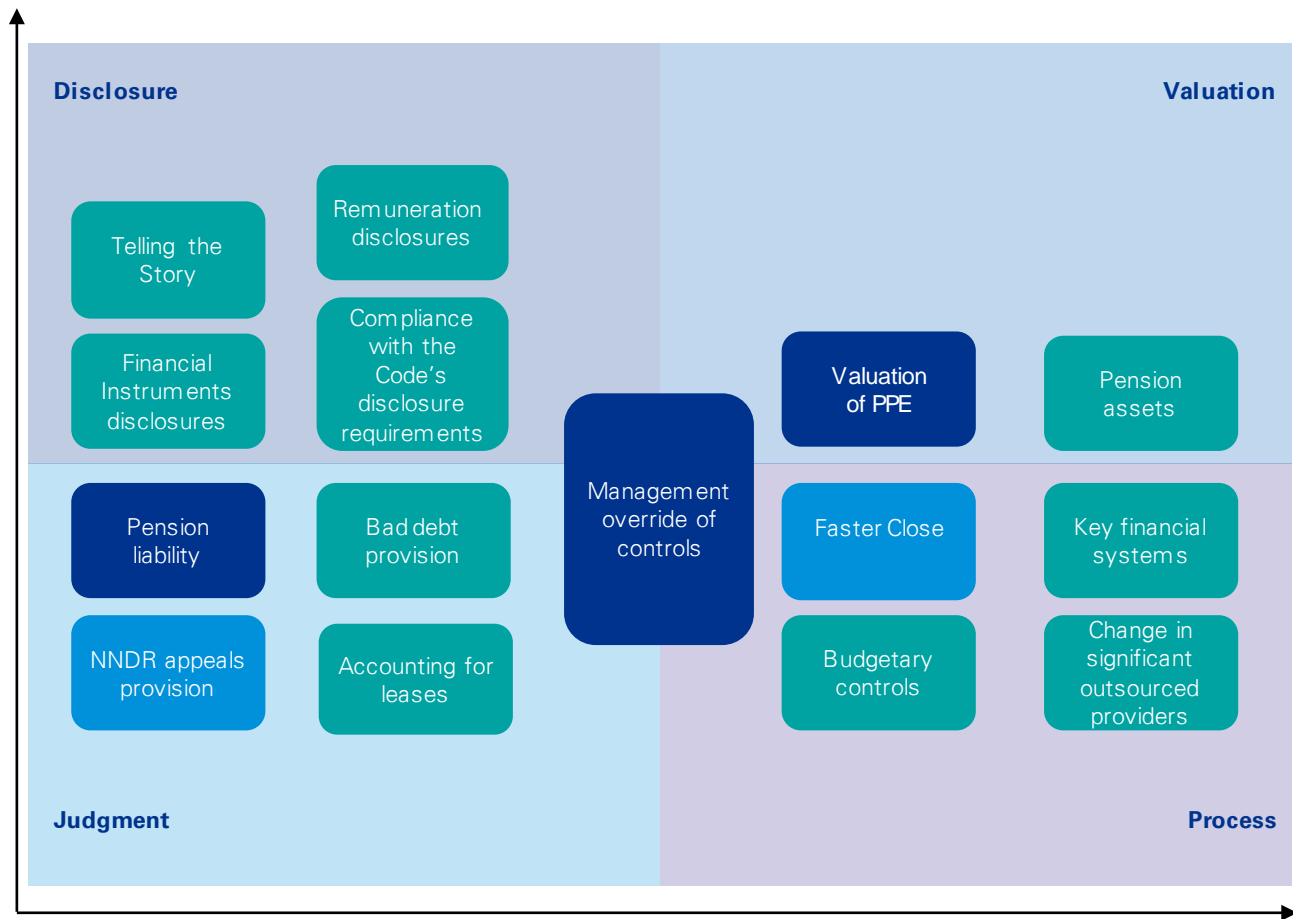 Disclosure
Valuation
Telling the
Story
Remuneration
disclosures
Financial
Instruments
disclosures
Compliance
with the
Code's
disclosure
requirements
Valuation
of PPE
Pension
assets
Management
override of
controls
Pension
liability
Bad debt
provision
Faster Close
Key financial
systems
NNDR appeals
provision
Accounting for
leases
Budgetary
controls
Change in
significant
outsourced
providers
Judgment
Process